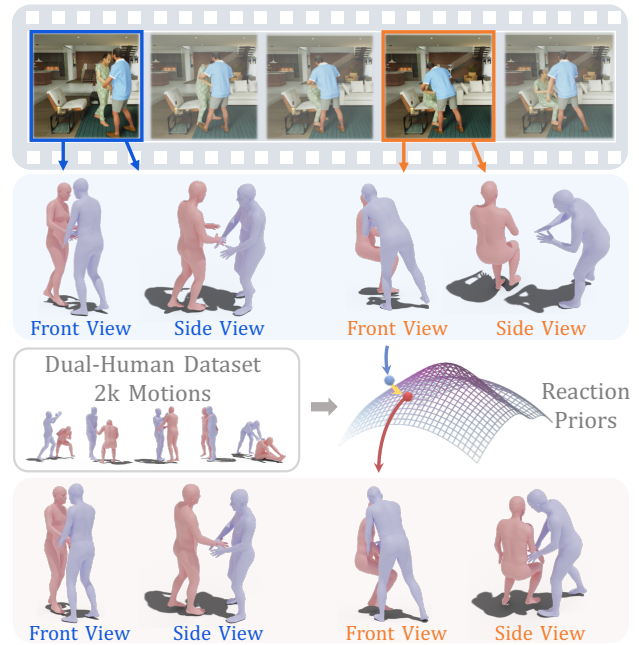 Front View
Side View
Front View
Side View
Dual-Human Dataset
2k Motions
Reaction
Priors
Front View
Side View
Front View
Side View